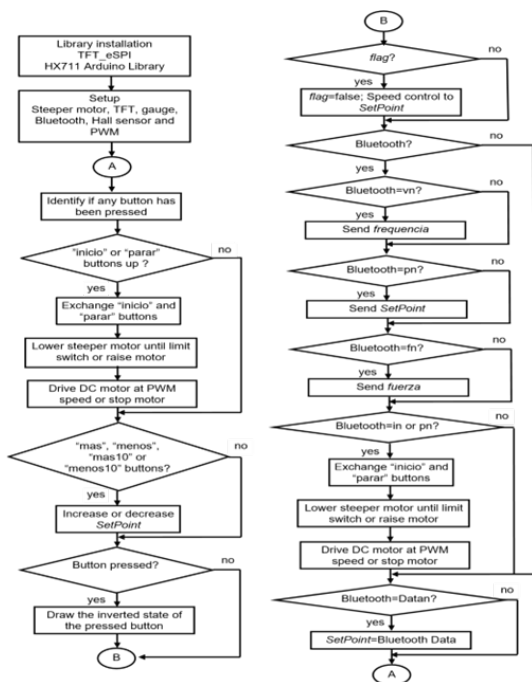 Library installation
TFT_eSPI
HX711 Arduino Library
Setup
Steeper motor, TFT, gauge,
Bluetooth, Hall sensor and
PWM
A
Identify if any button has
been pressed
"inicio" or "parar"
buttons up ?
no
yes
Exchange "inicio" and
"parar" buttons
Lower steeper motor until limit
switch or raise motor
Drive DC motor at PWM
speed or stop motor
"mas", "menos",
"mas10" or
"menos10" buttons?
no
yes
Increase or decrease
SetPoint
Button pressed?
no
yes
Draw the inverted state of
the pressed button
B
B
flag?
no
yes
flag=false; Speed control to
SetPoint
Bluetooth?
no
yes
Bluetooth=vn?
no
yes
Send frequencia
Bluetooth=pn?
no
yes
Send SetPoint
Bluetooth=fn?
no
yes
Send fuerza
Bluetooth=in or pn?
no
yes
Exchange "inicio" and
"parar" buttons
Lower steeper motor until limit
switch or raise motor
Drive DC motor at PWM
speed or stop motor
Bluetooth=Datan?
no
yes
SetPoint=Bluetooth Data
A